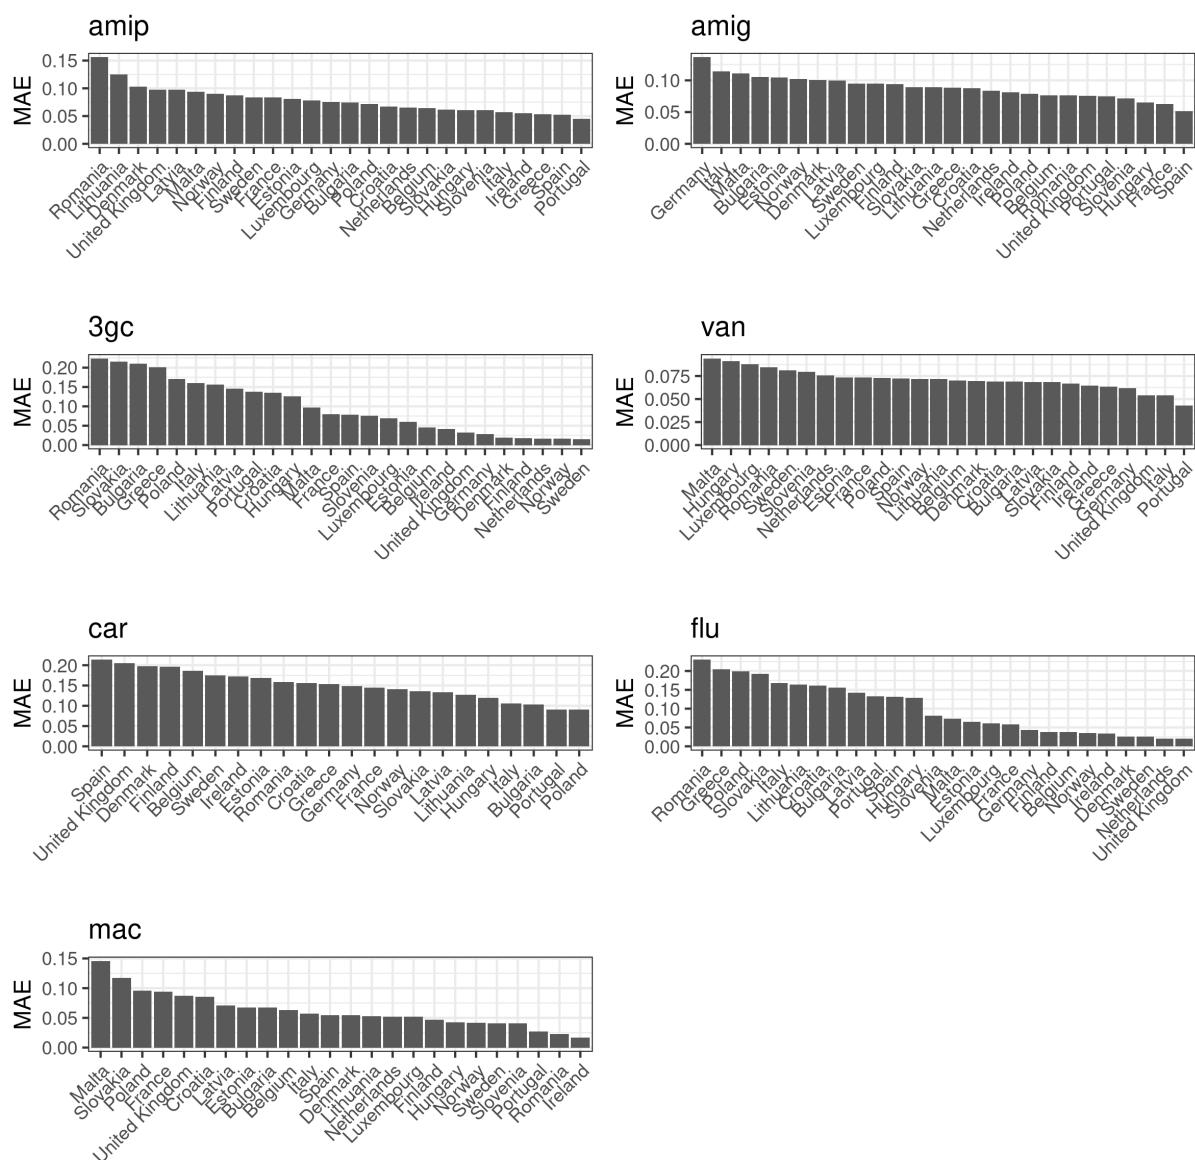 amip
MAE
0.15
0.10
0.05
0.00
Romania
Lithuania
Denmark
United Kingdom
Latvia
Malta
Norway
Finland
Sweden
France
Estonia
Luxembourg
Germany
Bulgaria
Poland
Croatia
Netherlands
Belgium
Slovakia
Hungary
Slovenia
Italy
Ireland
Greece
Spain
Portugal
amig
MAE
0.10
0.05
0.00
Germany
Italy
Malta
Bulgaria
Estonia
Norway
Denmark
Latvia
Sweden
Luxembourg
Finland
Slovakia
Lithuania
Greece
Croatia
Netherlands
Ireland
Poland
Belgium
Romania
United Kingdom
Portugal
Slovenia
Hungary
France
Spain
3gc
MAE
0.20
0.15
0.10
0.05
0.00
Romania
Slovakia
Bulgaria
Greece
Poland
Italy
Lithuania
Latvia
Portugal
Croatia
Hungary
Malta
France
Spain
Slovenia
Luxembourg
Estonia
Belgium
Ireland
United Kingdom
Germany
Denmark
Finland
Netherlands
Norway
Sweden
van
MAE
0.075
0.050
0.025
0.000
Malta
Hungary
Luxembourg
Romania
Sweden
Slovenia
Netherlands
Estonia
France
Poland
Spain
Norway
Lithuania
Belgium
Denmark
Croatia
Bulgaria
Latvia
Slovakia
Finland
Ireland
Greece
Germany
United Kingdom
Italy
Portugal
car
MAE
0.20
0.15
0.10
0.05
0.00
Spain
United Kingdom
Denmark
Finland
Belgium
Sweden
Ireland
Estonia
Romania
Croatia
Greece
Germany
France
Norway
Slovakia
Latvia
Lithuania
Hungary
Italy
Bulgaria
Portugal
Poland
flu
MAE
0.20
0.15
0.10
0.05
0.00
Romania
Greece
Poland
Slovakia
Italy
Lithuania
Croatia
Bulgaria
Latvia
Portugal
Spain
Hungary
Slovenia
Malta
Estonia
Luxembourg
France
Germany
Finland
Belgium
Norway
Ireland
Denmark
Sweden
Netherlands
United Kingdom
mac
MAE
0.15
0.10
0.05
0.00
Malta
Slovakia
Poland
France
United Kingdom
Croatia
Latvia
Estonia
Bulgaria
Belgium
Italy
Spain
Denmark
Lithuania
Netherlands
Luxembourg
Finland
Hungary
Norway
Sweden
Slovenia
Portugal
Romania
Ireland